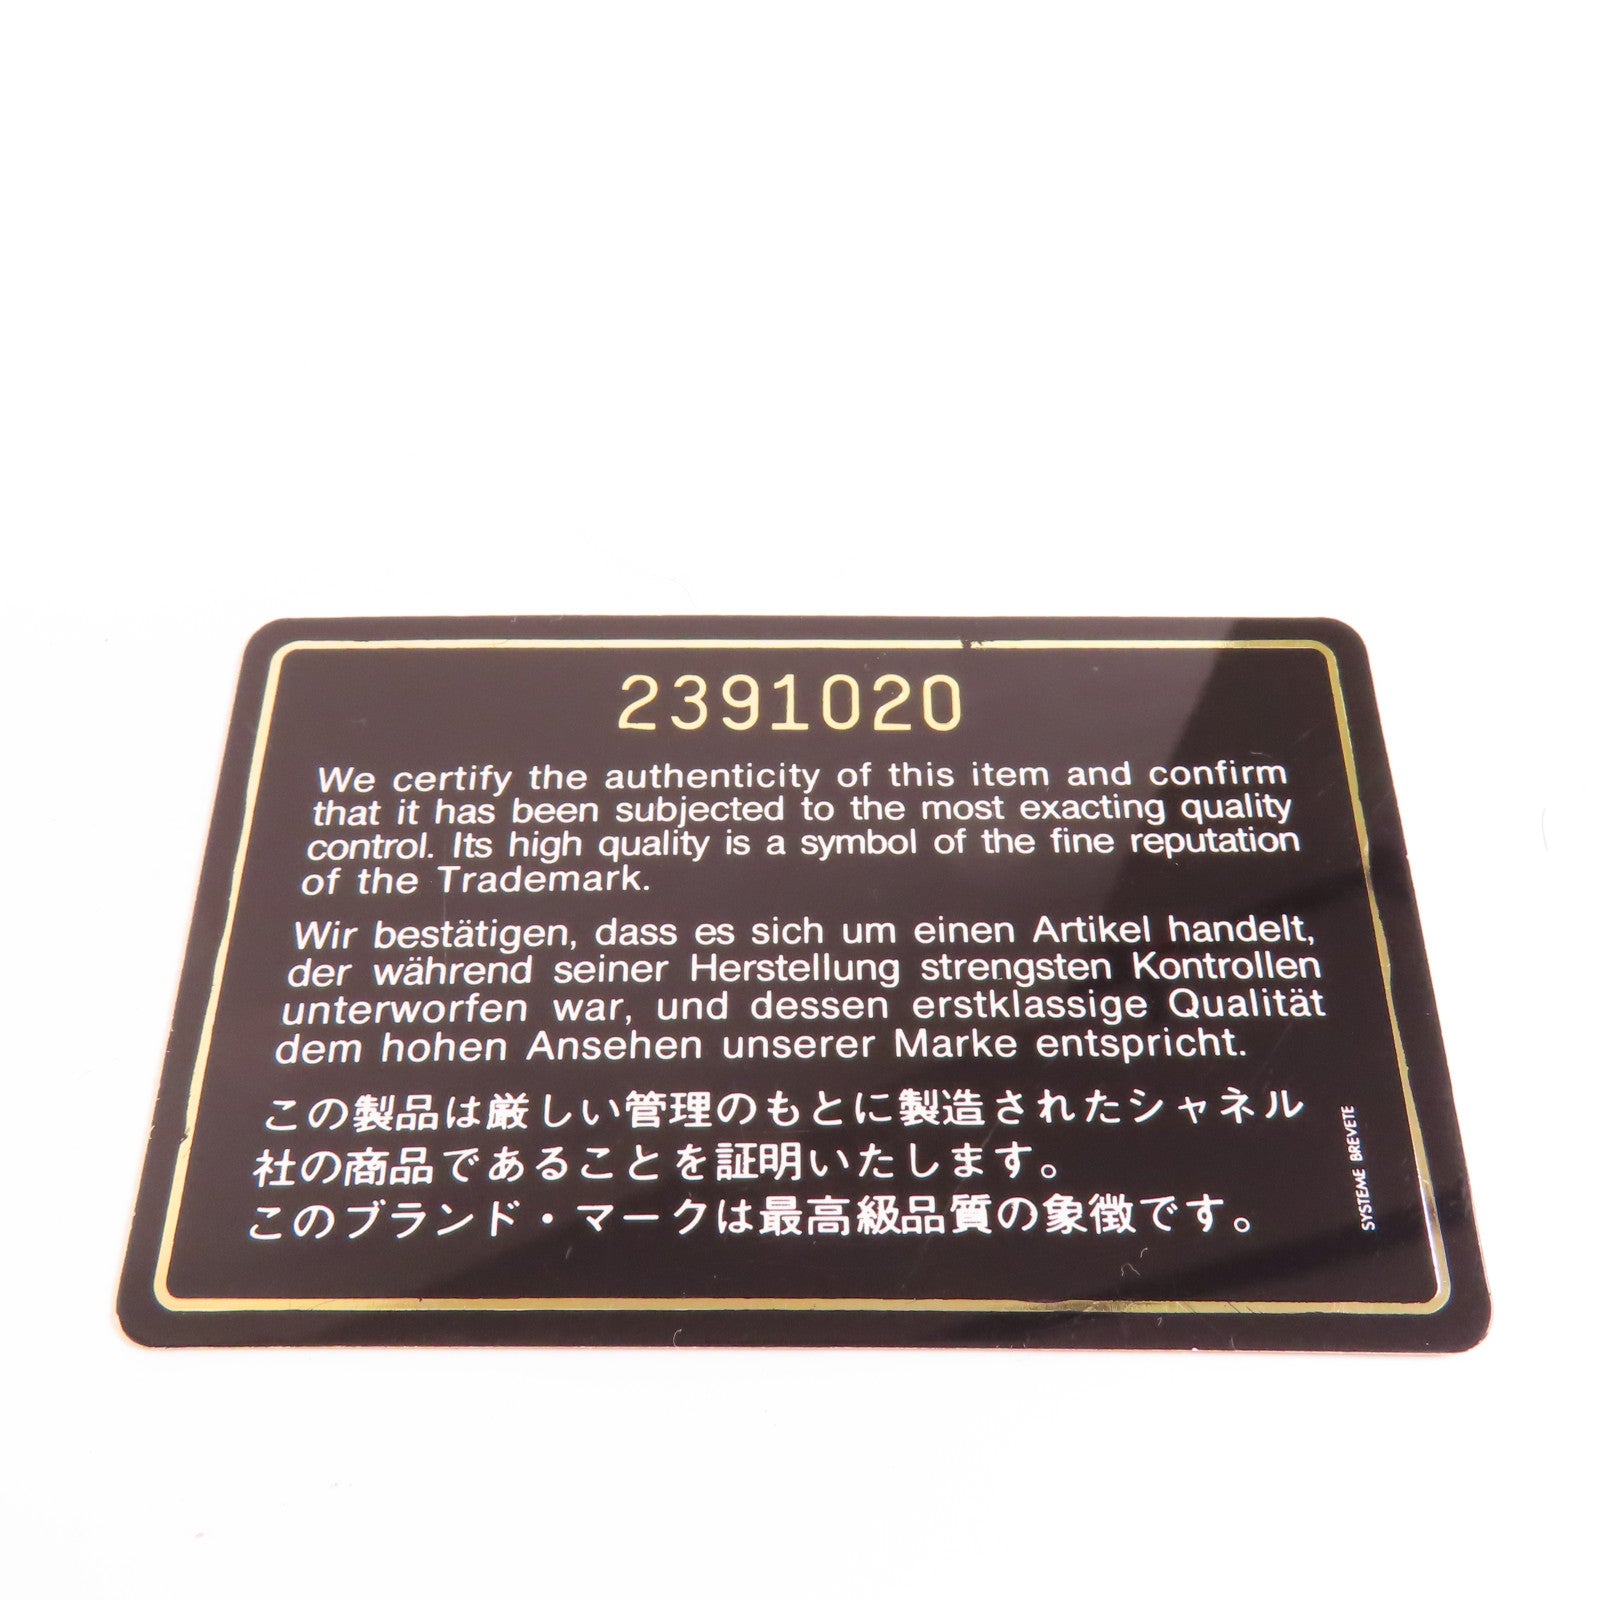 2391020
We certify the authenticity of this item and confirm
that it has been subjected to the most exacting quality
control. Its high quality is a symbol of the fine reputation
of the Trademark.
Wir bestätigen, dass es sich um einen Artikel handelt,
der während seiner Herstellung strengsten Kontrollen
unterworfen war, und dessen erstklassige Qualität
dem hohen Ansehen unserer Marke entspricht.
この製品は厳しい管理のもとに製造されたシャネル
社の商品であることを証明いたします。
このブランド・マークは最高級品質の象徴です。
SYSTEME BREVETE